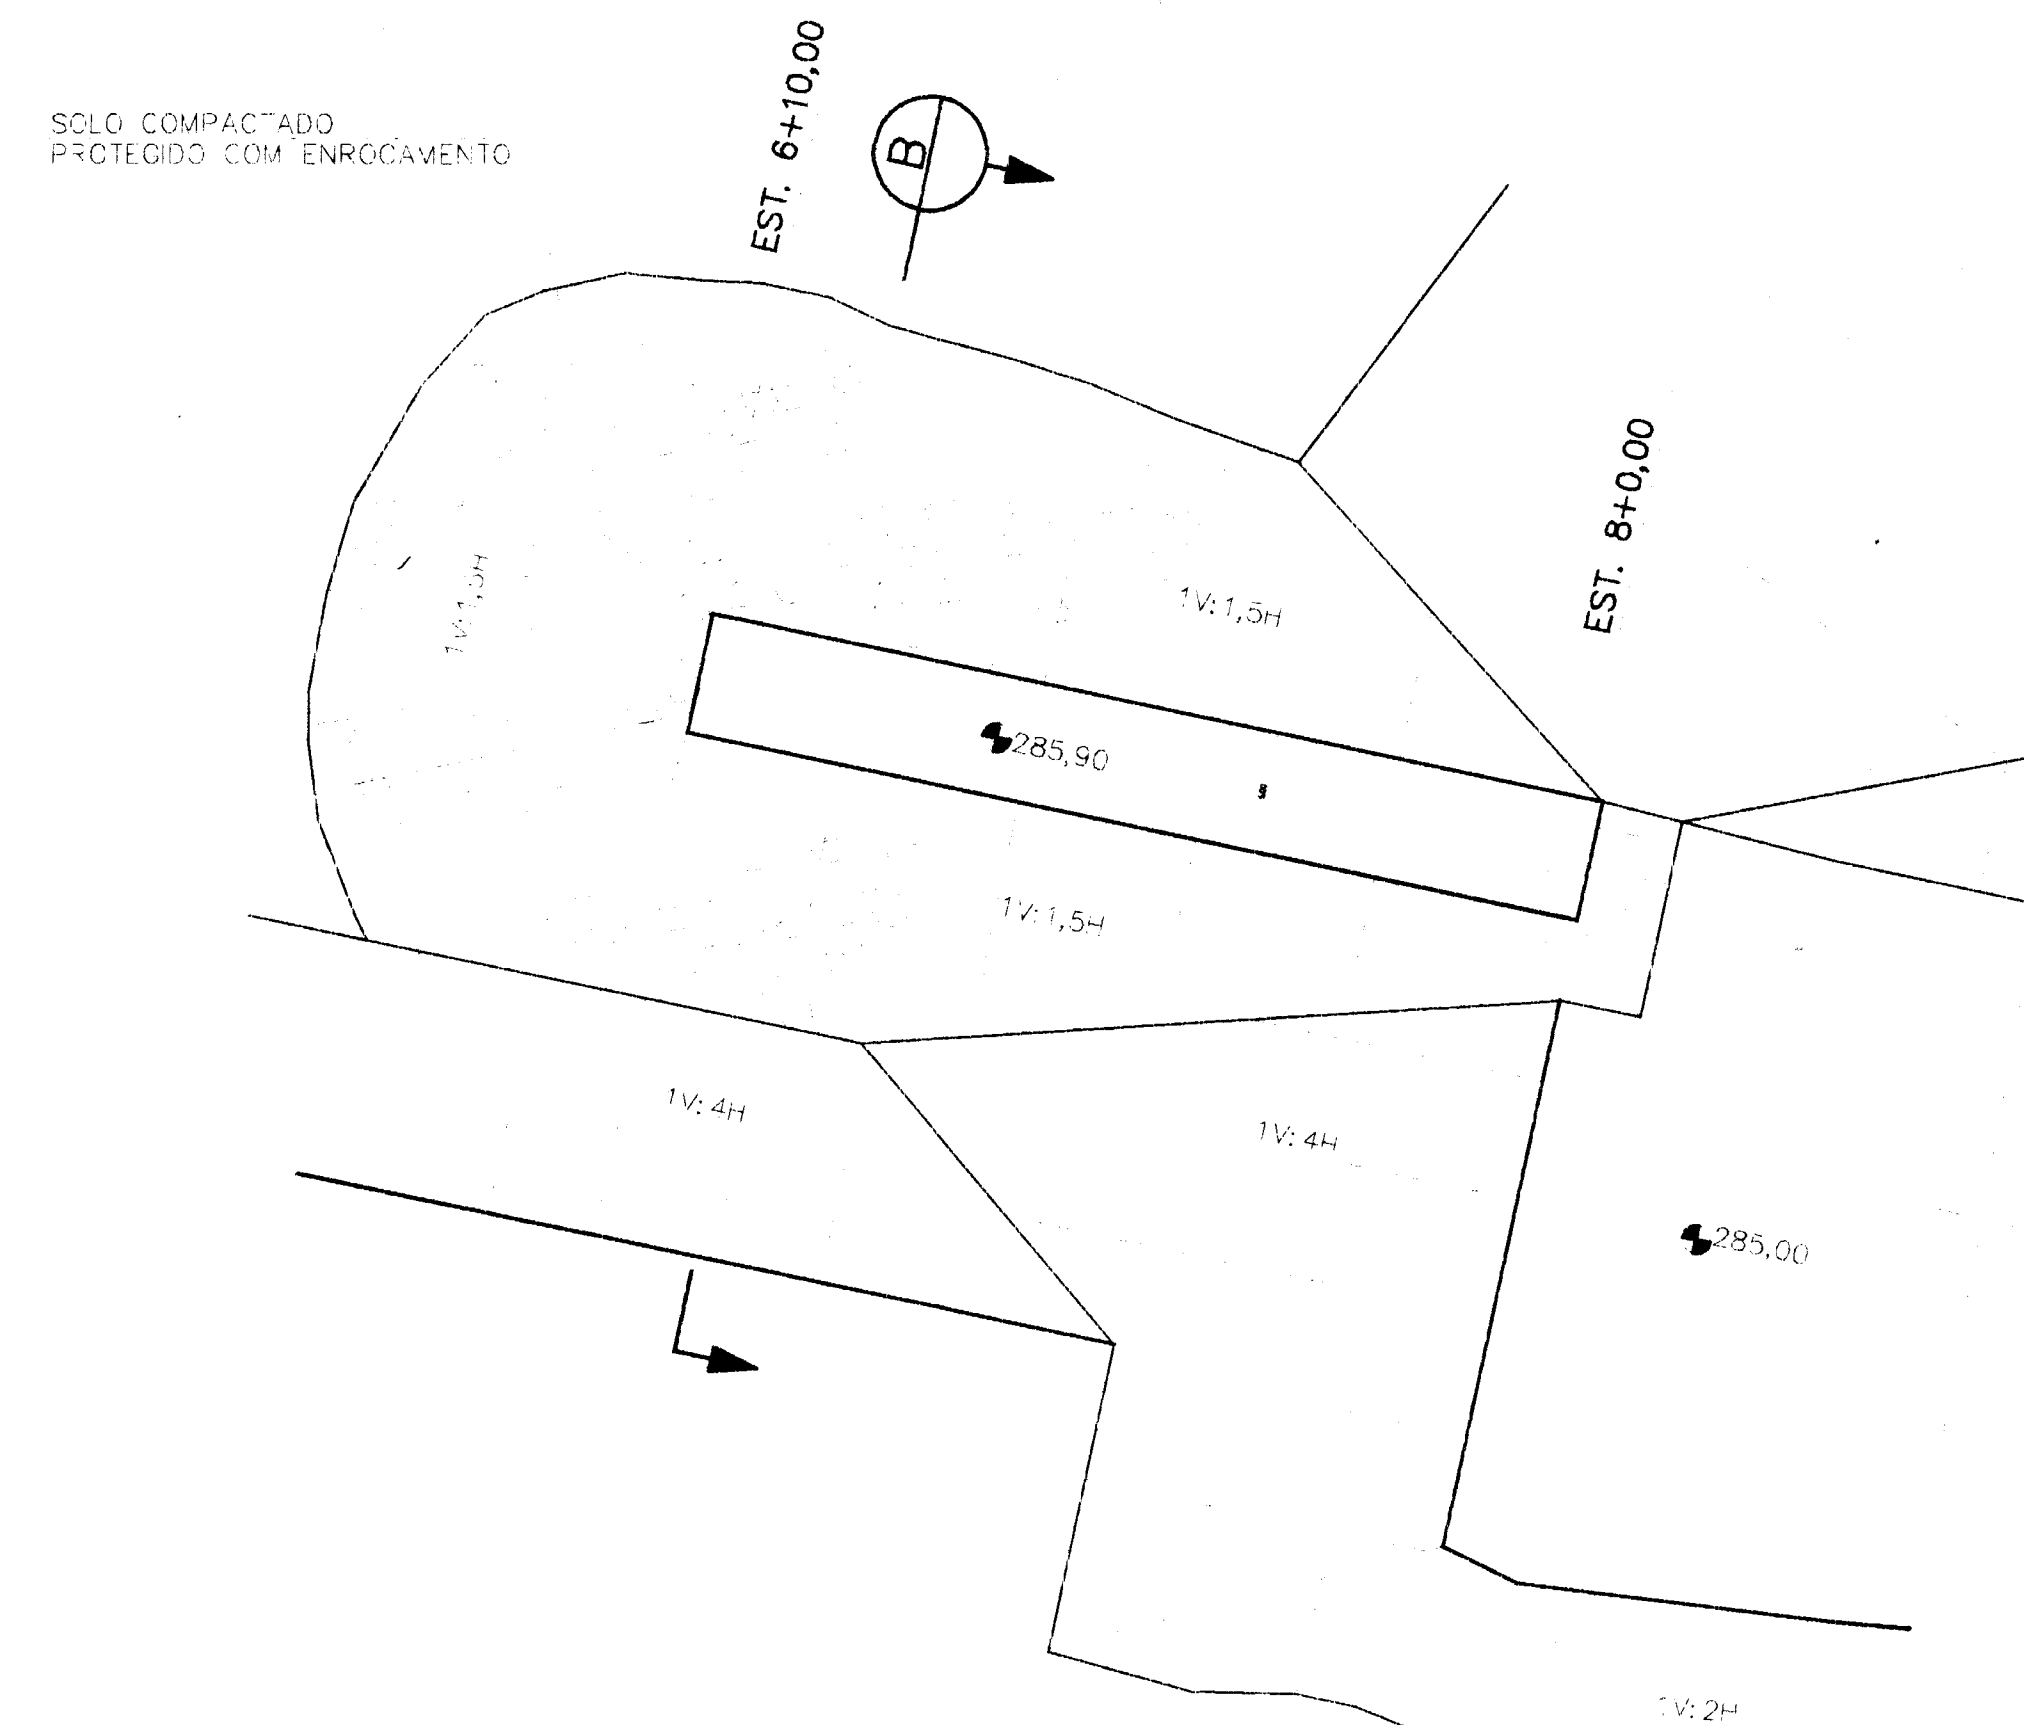 SOLO COMPACTADO
PROTEGIDO COM ENROCAMENTO
EST. 6+10,00
B
EST. 8+0,00
1V:1,5H
1V:1,5H
285,90
1V:1,5H
1V:4H
1V:4H
285,00
1V:2H